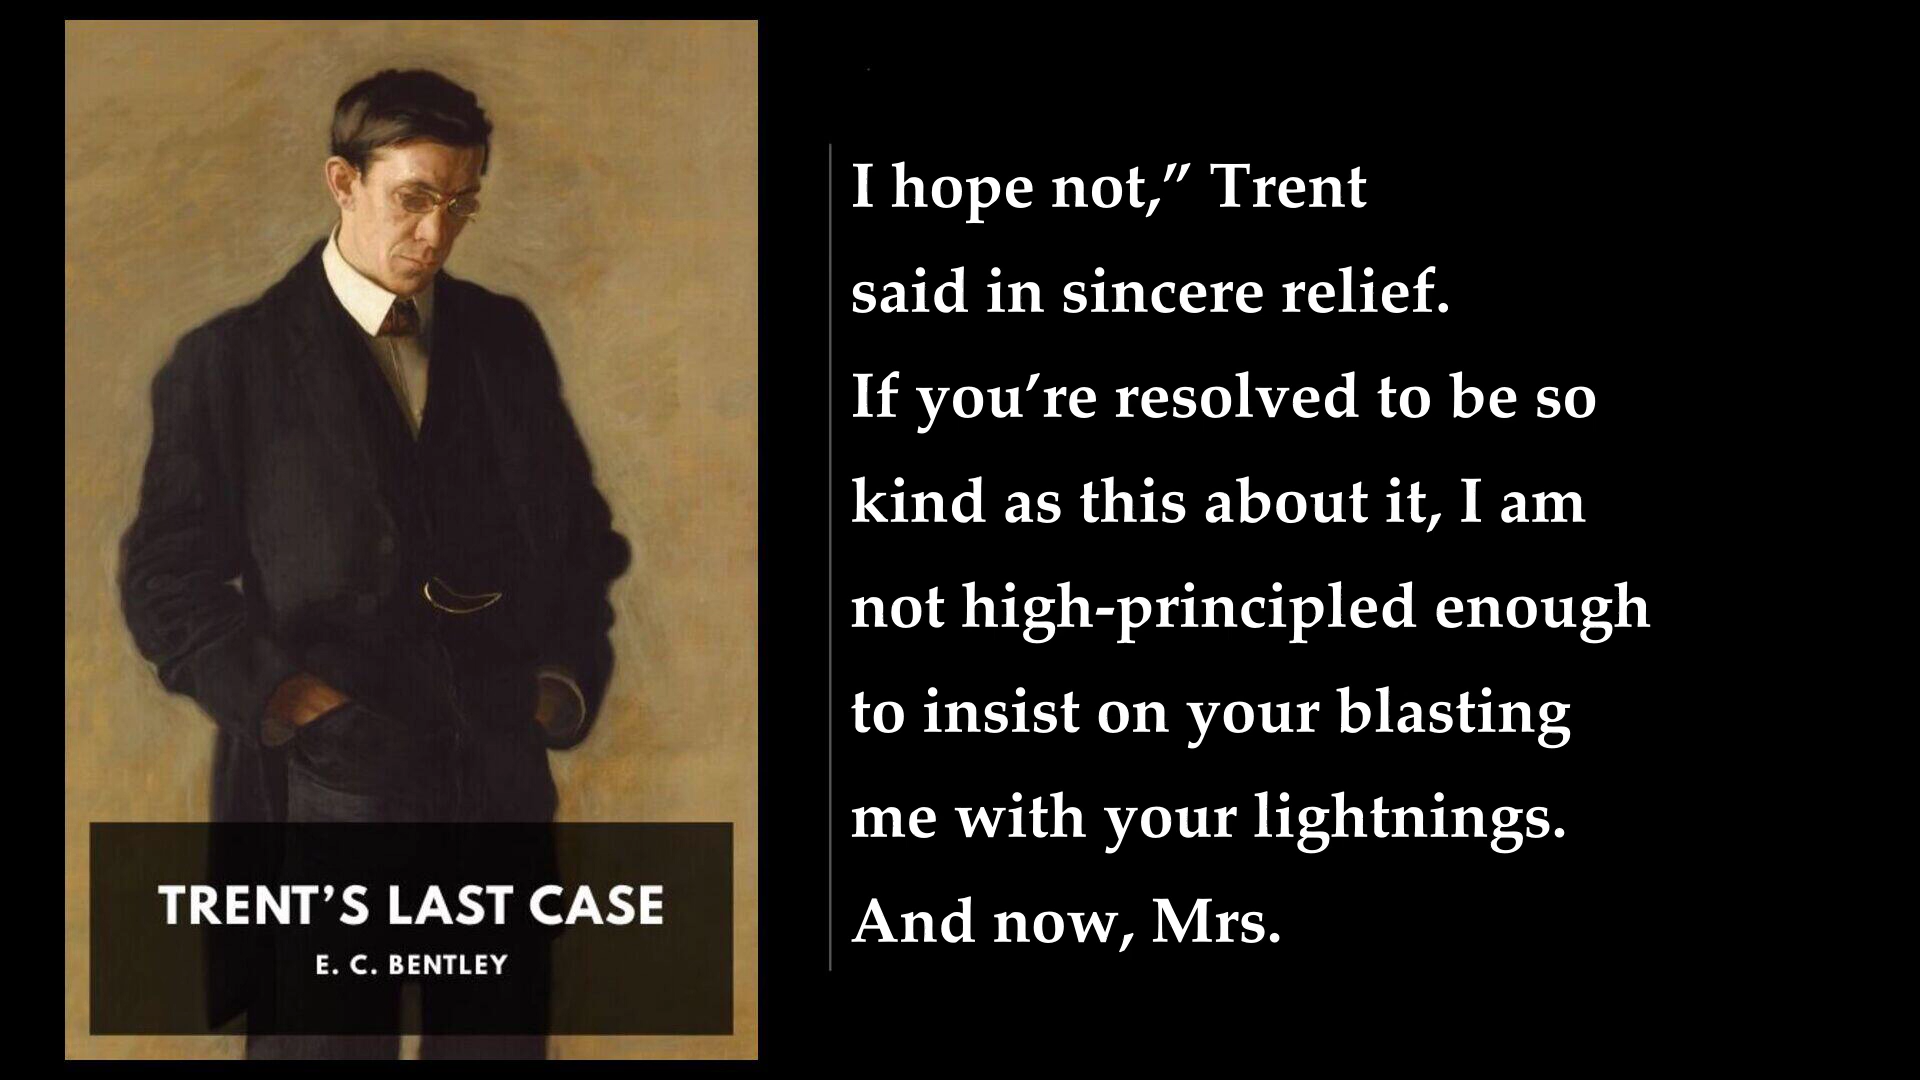 I hope not,” Trent
said in sincere relief.
If you’re resolved to be so
kind as this about it, I am
not high-principled enough
to insist on your blasting
me with your lightnings.
And now, Mrs.
TRENT’S LAST CASE
E. C. BENTLEY